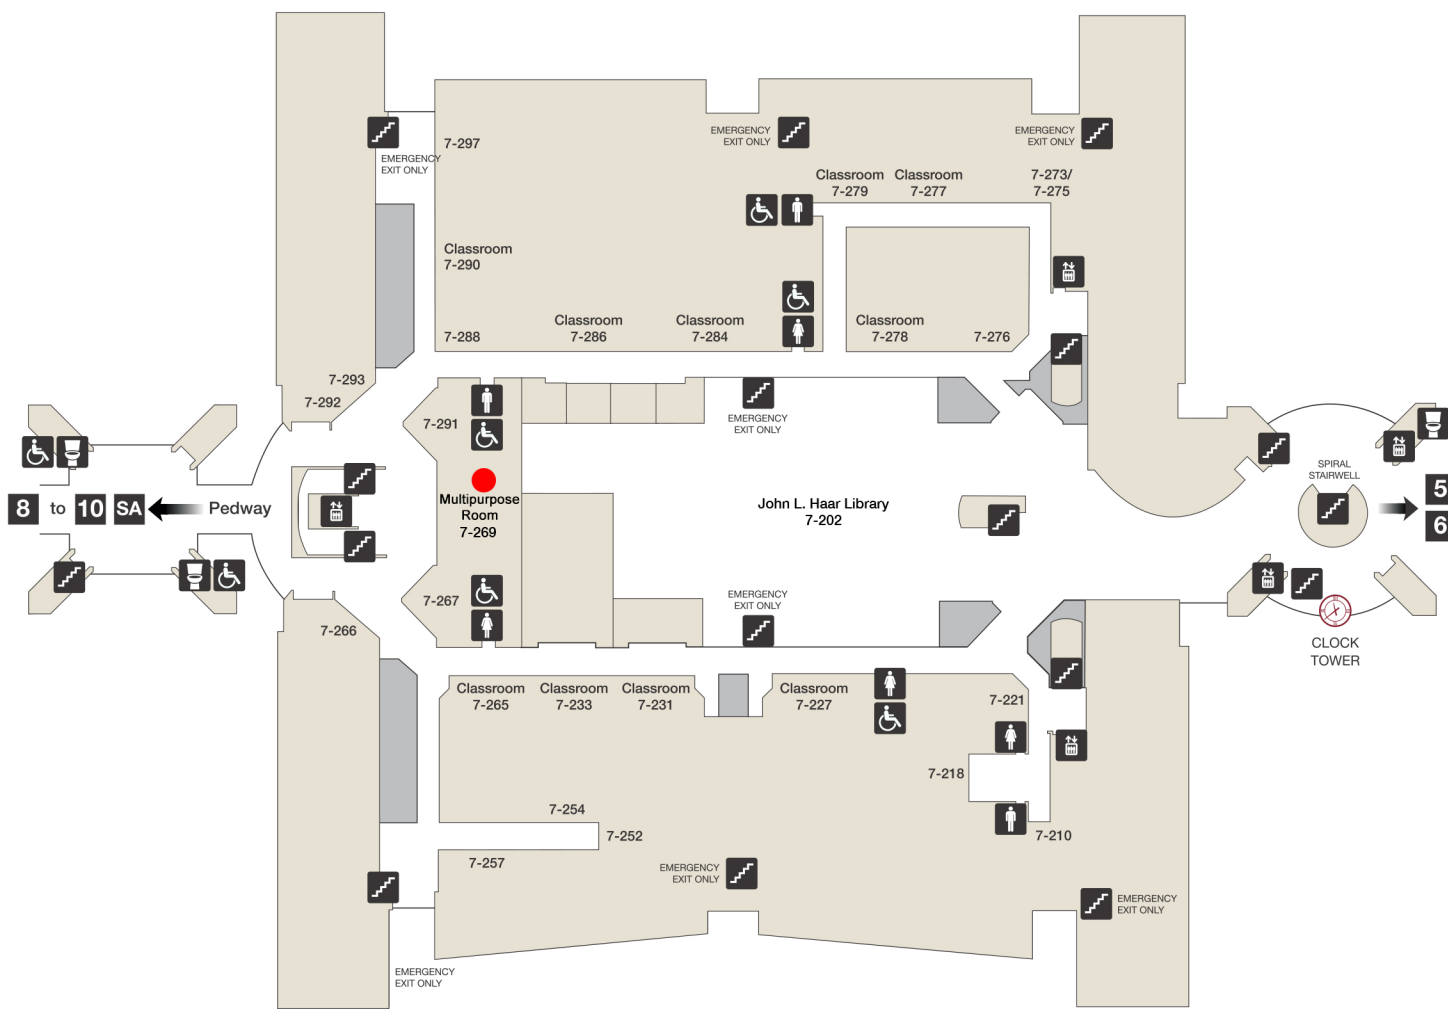 EMERGENCY
EXIT ONLY
7-297
EMERGENCY
EXIT ONLY
EMERGENCY
EXIT ONLY
Classroom
7-279
Classroom
7-277
7-273/
7-275
Classroom
7-290
7-288
Classroom
7-286
Classroom
7-284
Classroom
7-278
7-276
7-293
7-292
7-291
EMERGENCY
EXIT ONLY
SPIRAL
STAIRWELL
8 to 10 SA
Pedway
Multipurpose
Room
7-269
John L. Haar Library
7-202
5
6
7-267
EMERGENCY
EXIT ONLY
7-266
CLOCK
TOWER
Classroom
7-265
Classroom
7-233
Classroom
7-231
Classroom
7-227
7-221
7-218
7-254
7-252
7-257
7-210
EMERGENCY
EXIT ONLY
EMERGENCY
EXIT ONLY
EMERGENCY
EXIT ONLY